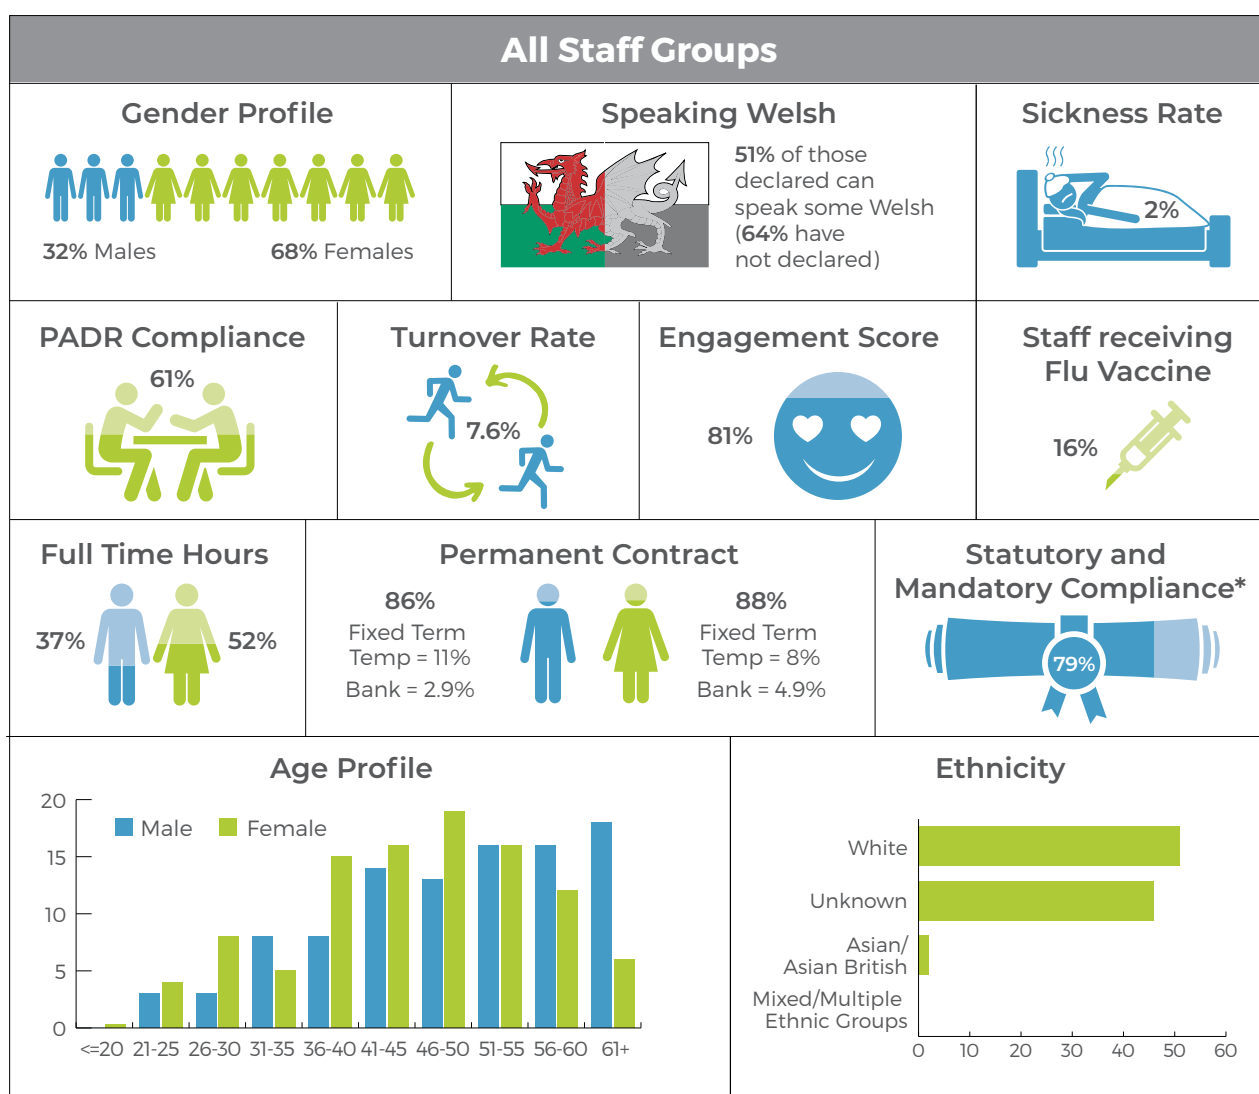 All Staff Groups
Gender Profile
32% Males
68% Females
Speaking Welsh
51% of those
declared can
speak some Welsh
(64% have
not declared)
Sickness Rate
2%
PADR Compliance
61%
Turnover Rate
7.6%
Engagement Score
81%
Staff receiving
Flu Vaccine
16%
Full Time Hours
37%
52%
Permanent Contract
86%
Fixed Term
Temp = 11%
Bank = 2.9%
88%
Fixed Term
Temp = 8%
Bank = 4.9%
Statutory and
Mandatory Compliance*
79%
Age Profile
Male
Female
20
15
10
5
0
<=20 21-25 26-30 31-35 36-40 41-45 46-50 51-55 56-60 61+
Ethnicity
White
Unknown
Asian/
Asian British
Mixed/Multiple
Ethnic Groups
0 10 20 30 40 50 60